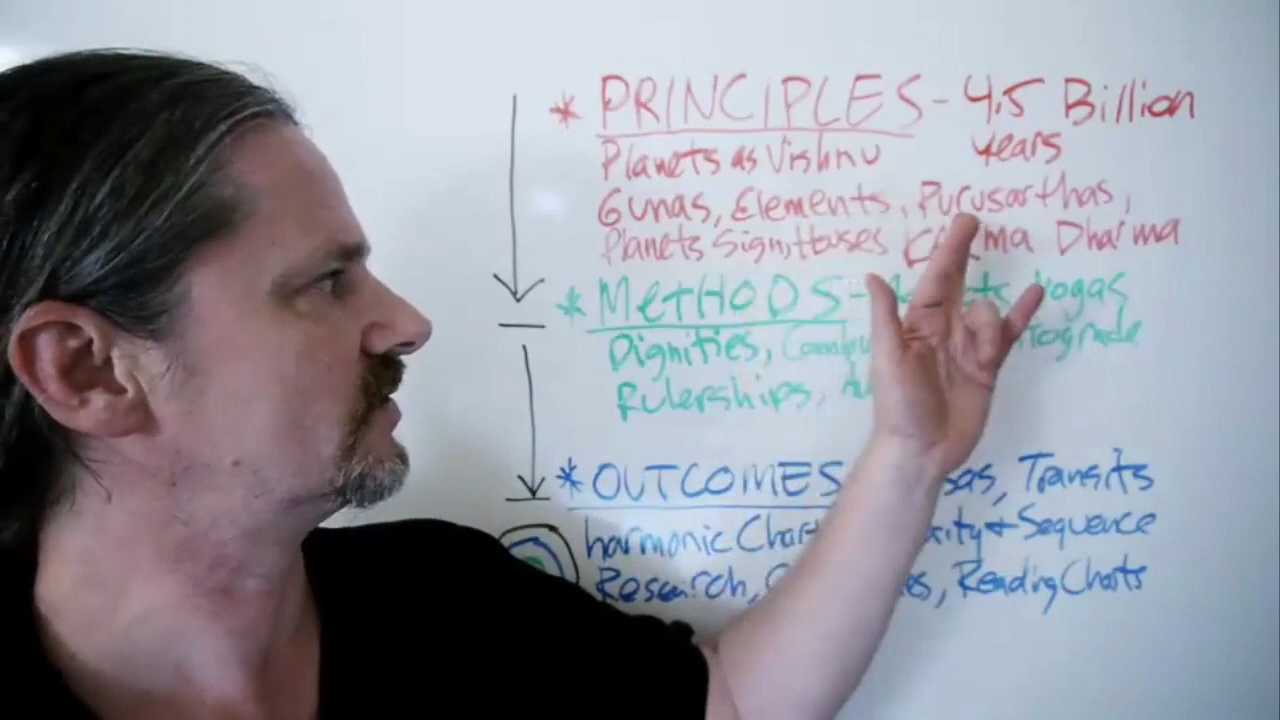 * PRINCIPLES - 4.5 Billion
Planets as Vishnu years
Gunas, Elements, Purusarthas,
Planets Signs, Houses Dharma
* METHODS - Yogas
Dignities,
Rulerships,
* OUTCOMES Transits
harmonic & Sequence
Research, Reading Charts